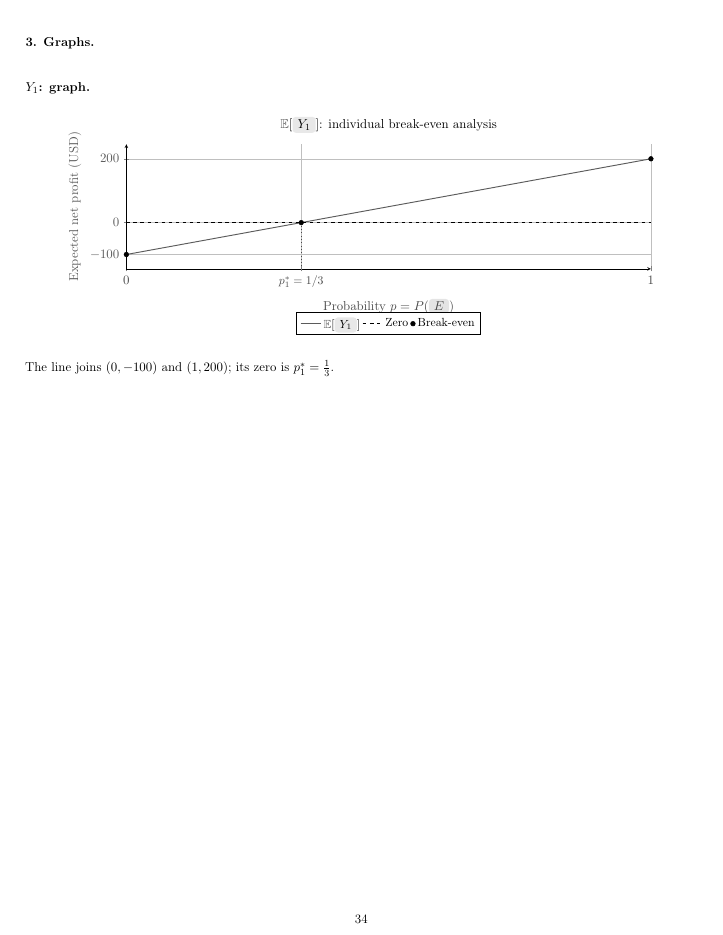 3. Graphs.
Y₁: graph.
𝔼[ Y₁ ]: individual break-even analysis
Expected net profit (USD)
200
0
−100
0
p₁* = 1/3
1
Probability p = P( E )
𝔼[ Y₁ ] Zero Break-even
The line joins (0, −100) and (1, 200); its zero is p₁* = 1/3.
34